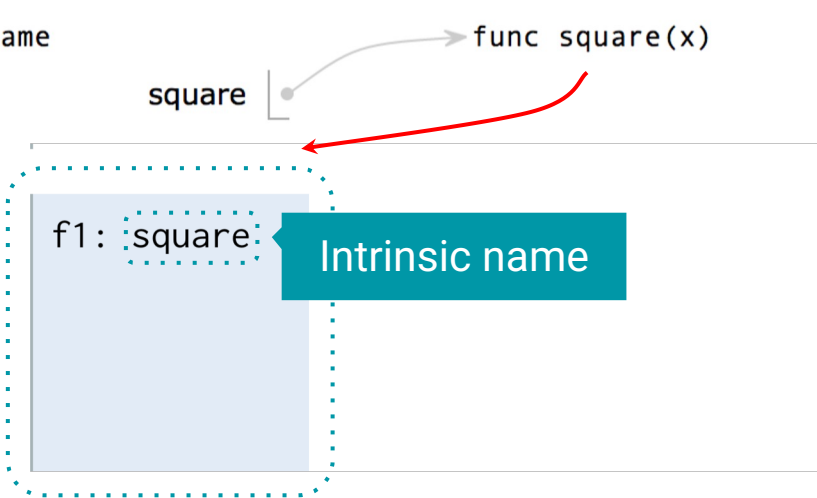 ame
func square(x)
square
f1: square
Intrinsic name